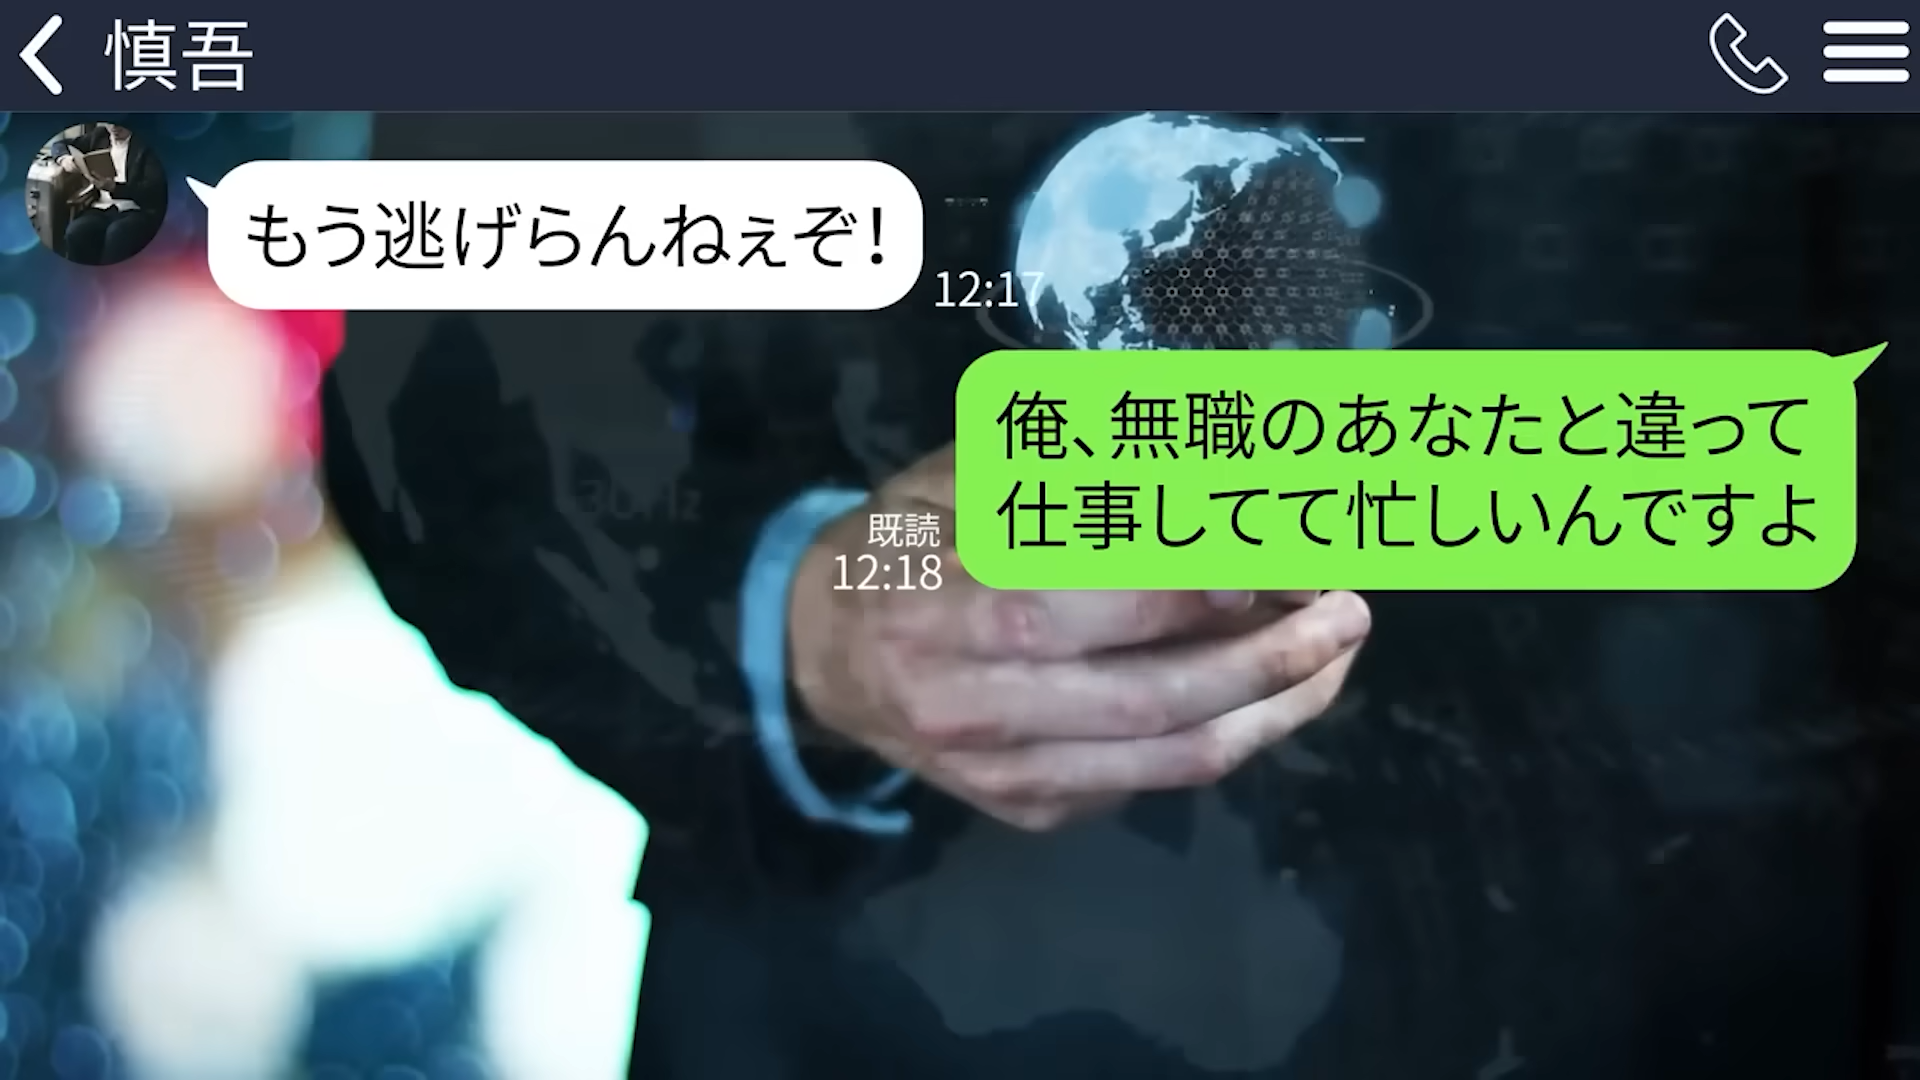 慎吾
もう逃げらんねぇぞ!
12:17
俺、無職のあなたと違って
仕事してて忙しいんですよ
既読
12:18